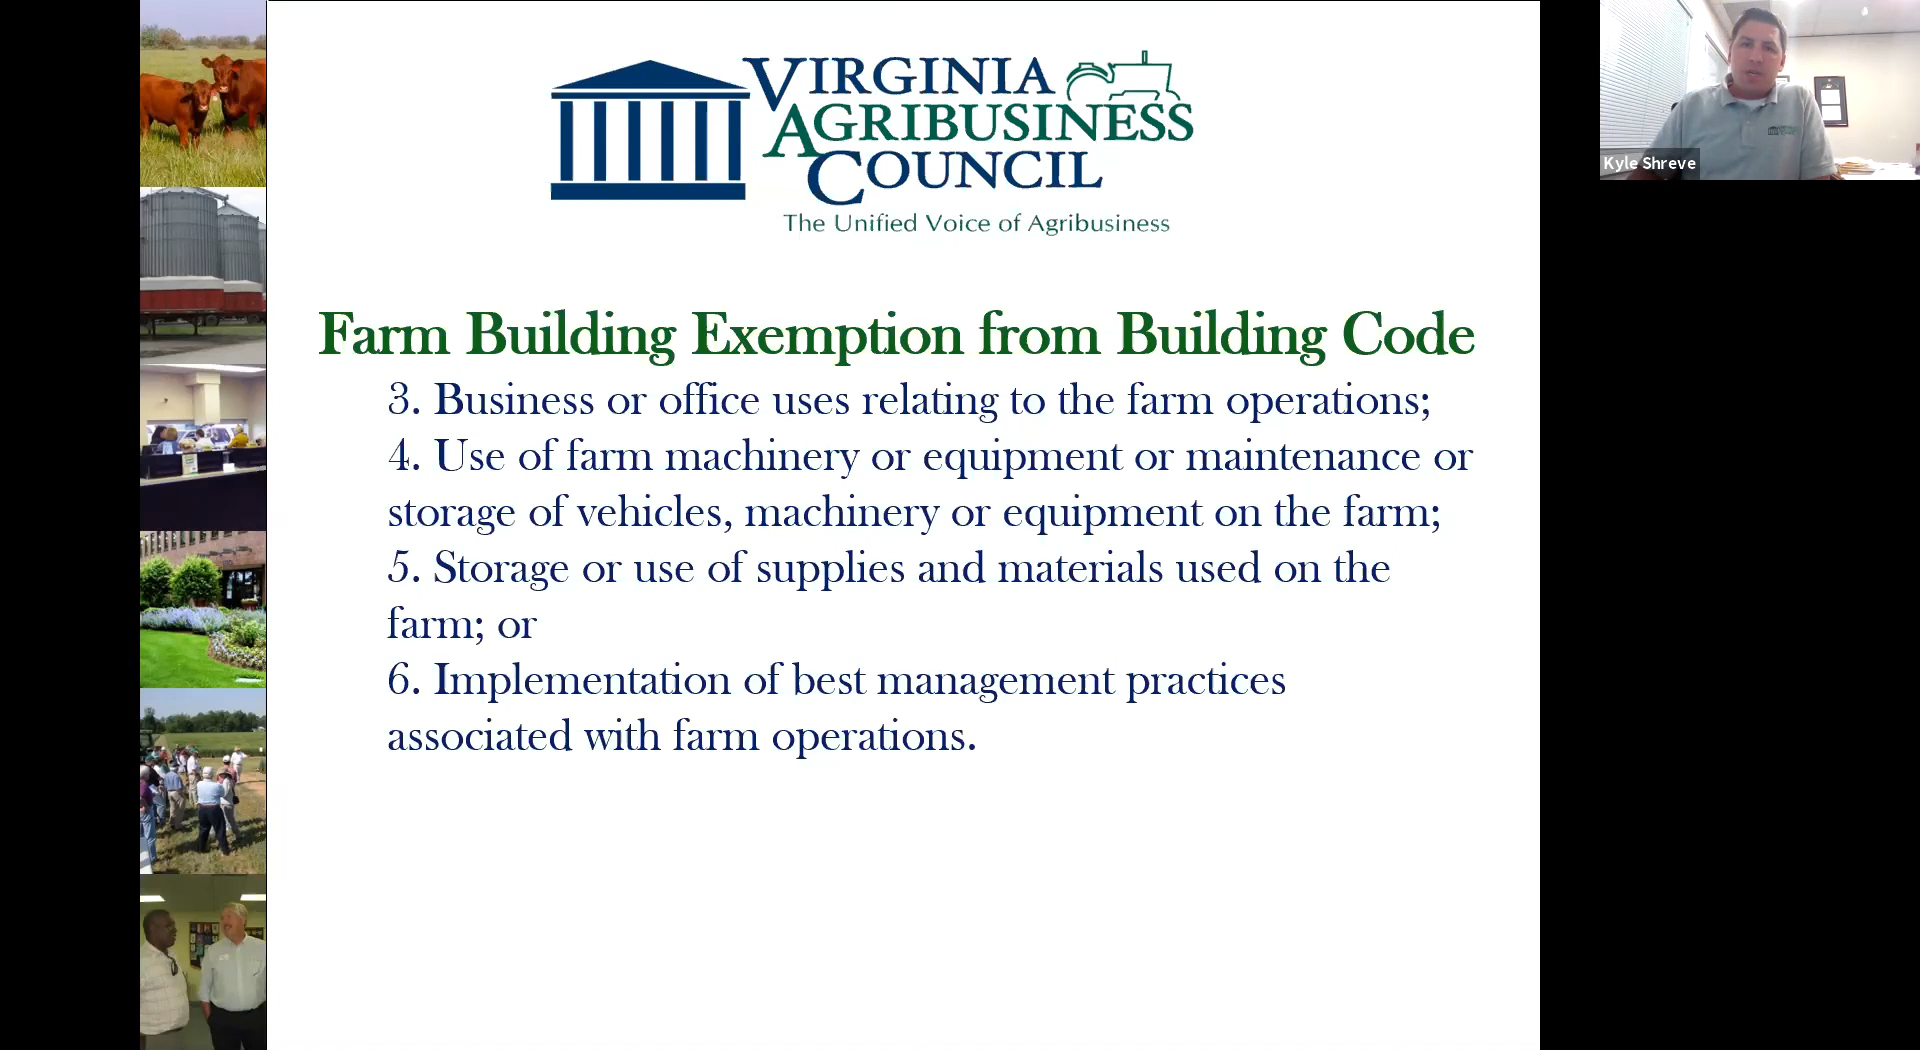 VIRGINIA
AGRIBUSINESS
COUNCIL
The Unified Voice of Agribusiness
Kyle Shreve
Farm Building Exemption from Building Code
3. Business or office uses relating to the farm operations;
4. Use of farm machinery or equipment or maintenance or
storage of vehicles, machinery or equipment on the farm;
5. Storage or use of supplies and materials used on the
farm; or
6. Implementation of best management practices
associated with farm operations.